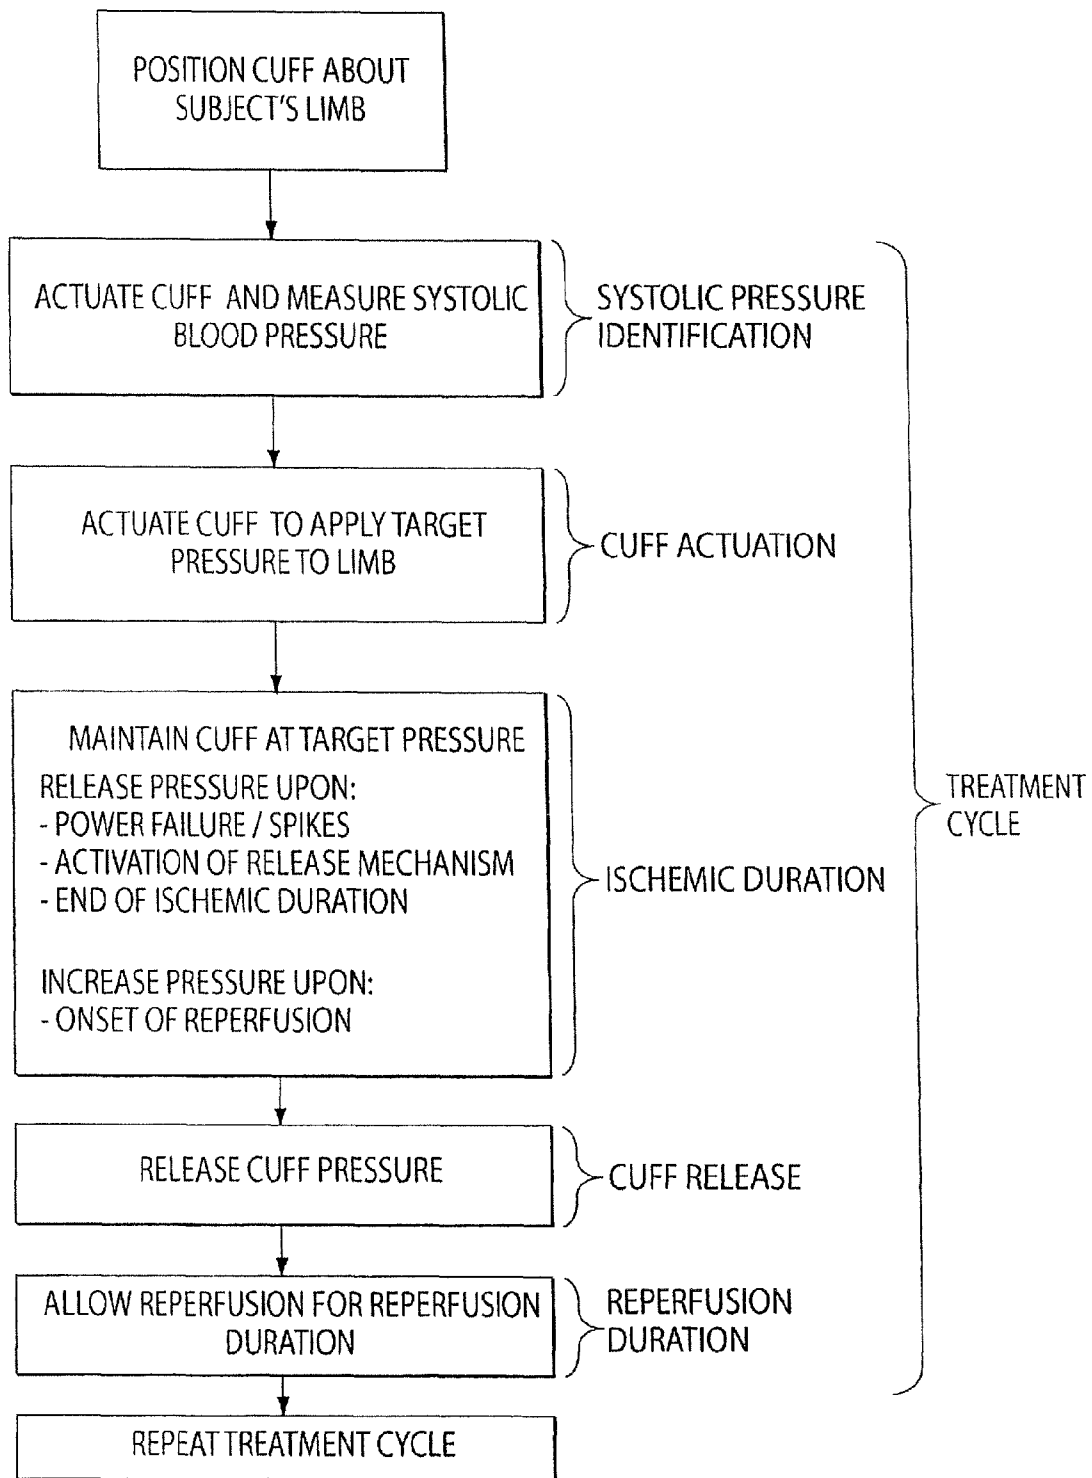 POSITION CUFF ABOUT
SUBJECT'S LIMB
ACTUATE CUFF AND MEASURE SYSTOLIC
BLOOD PRESSURE
SYSTOLIC PRESSURE
IDENTIFICATION
ACTUATE CUFF TO APPLY TARGET
PRESSURE TO LIMB
CUFF ACTUATION
MAINTAIN CUFF AT TARGET PRESSURE
RELEASE PRESSURE UPON:
- POWER FAILURE / SPIKES
- ACTIVATION OF RELEASE MECHANISM
- END OF ISCHEMIC DURATION
INCREASE PRESSURE UPON:
- ONSET OF REPERFUSION
ISCHEMIC DURATION
TREATMENT
CYCLE
RELEASE CUFF PRESSURE
CUFF RELEASE
ALLOW REPERFUSION FOR REPERFUSION
DURATION
REPERFUSION
DURATION
REPEAT TREATMENT CYCLE